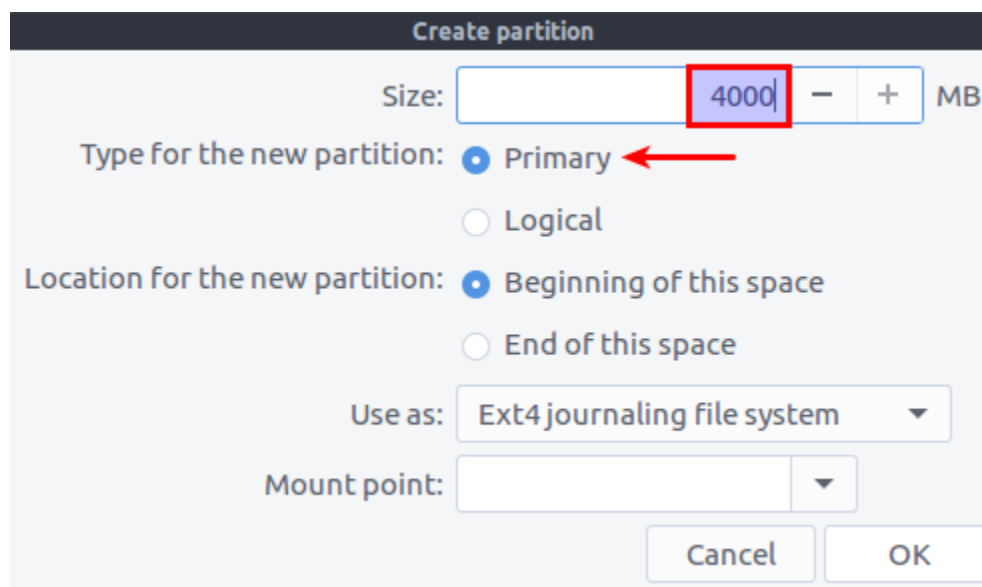 Create partition
Size: 4000 − + MB
Type for the new partition: Primary
Logical
Location for the new partition: Beginning of this space
End of this space
Use as: Ext4 journaling file system
Mount point:
Cancel OK